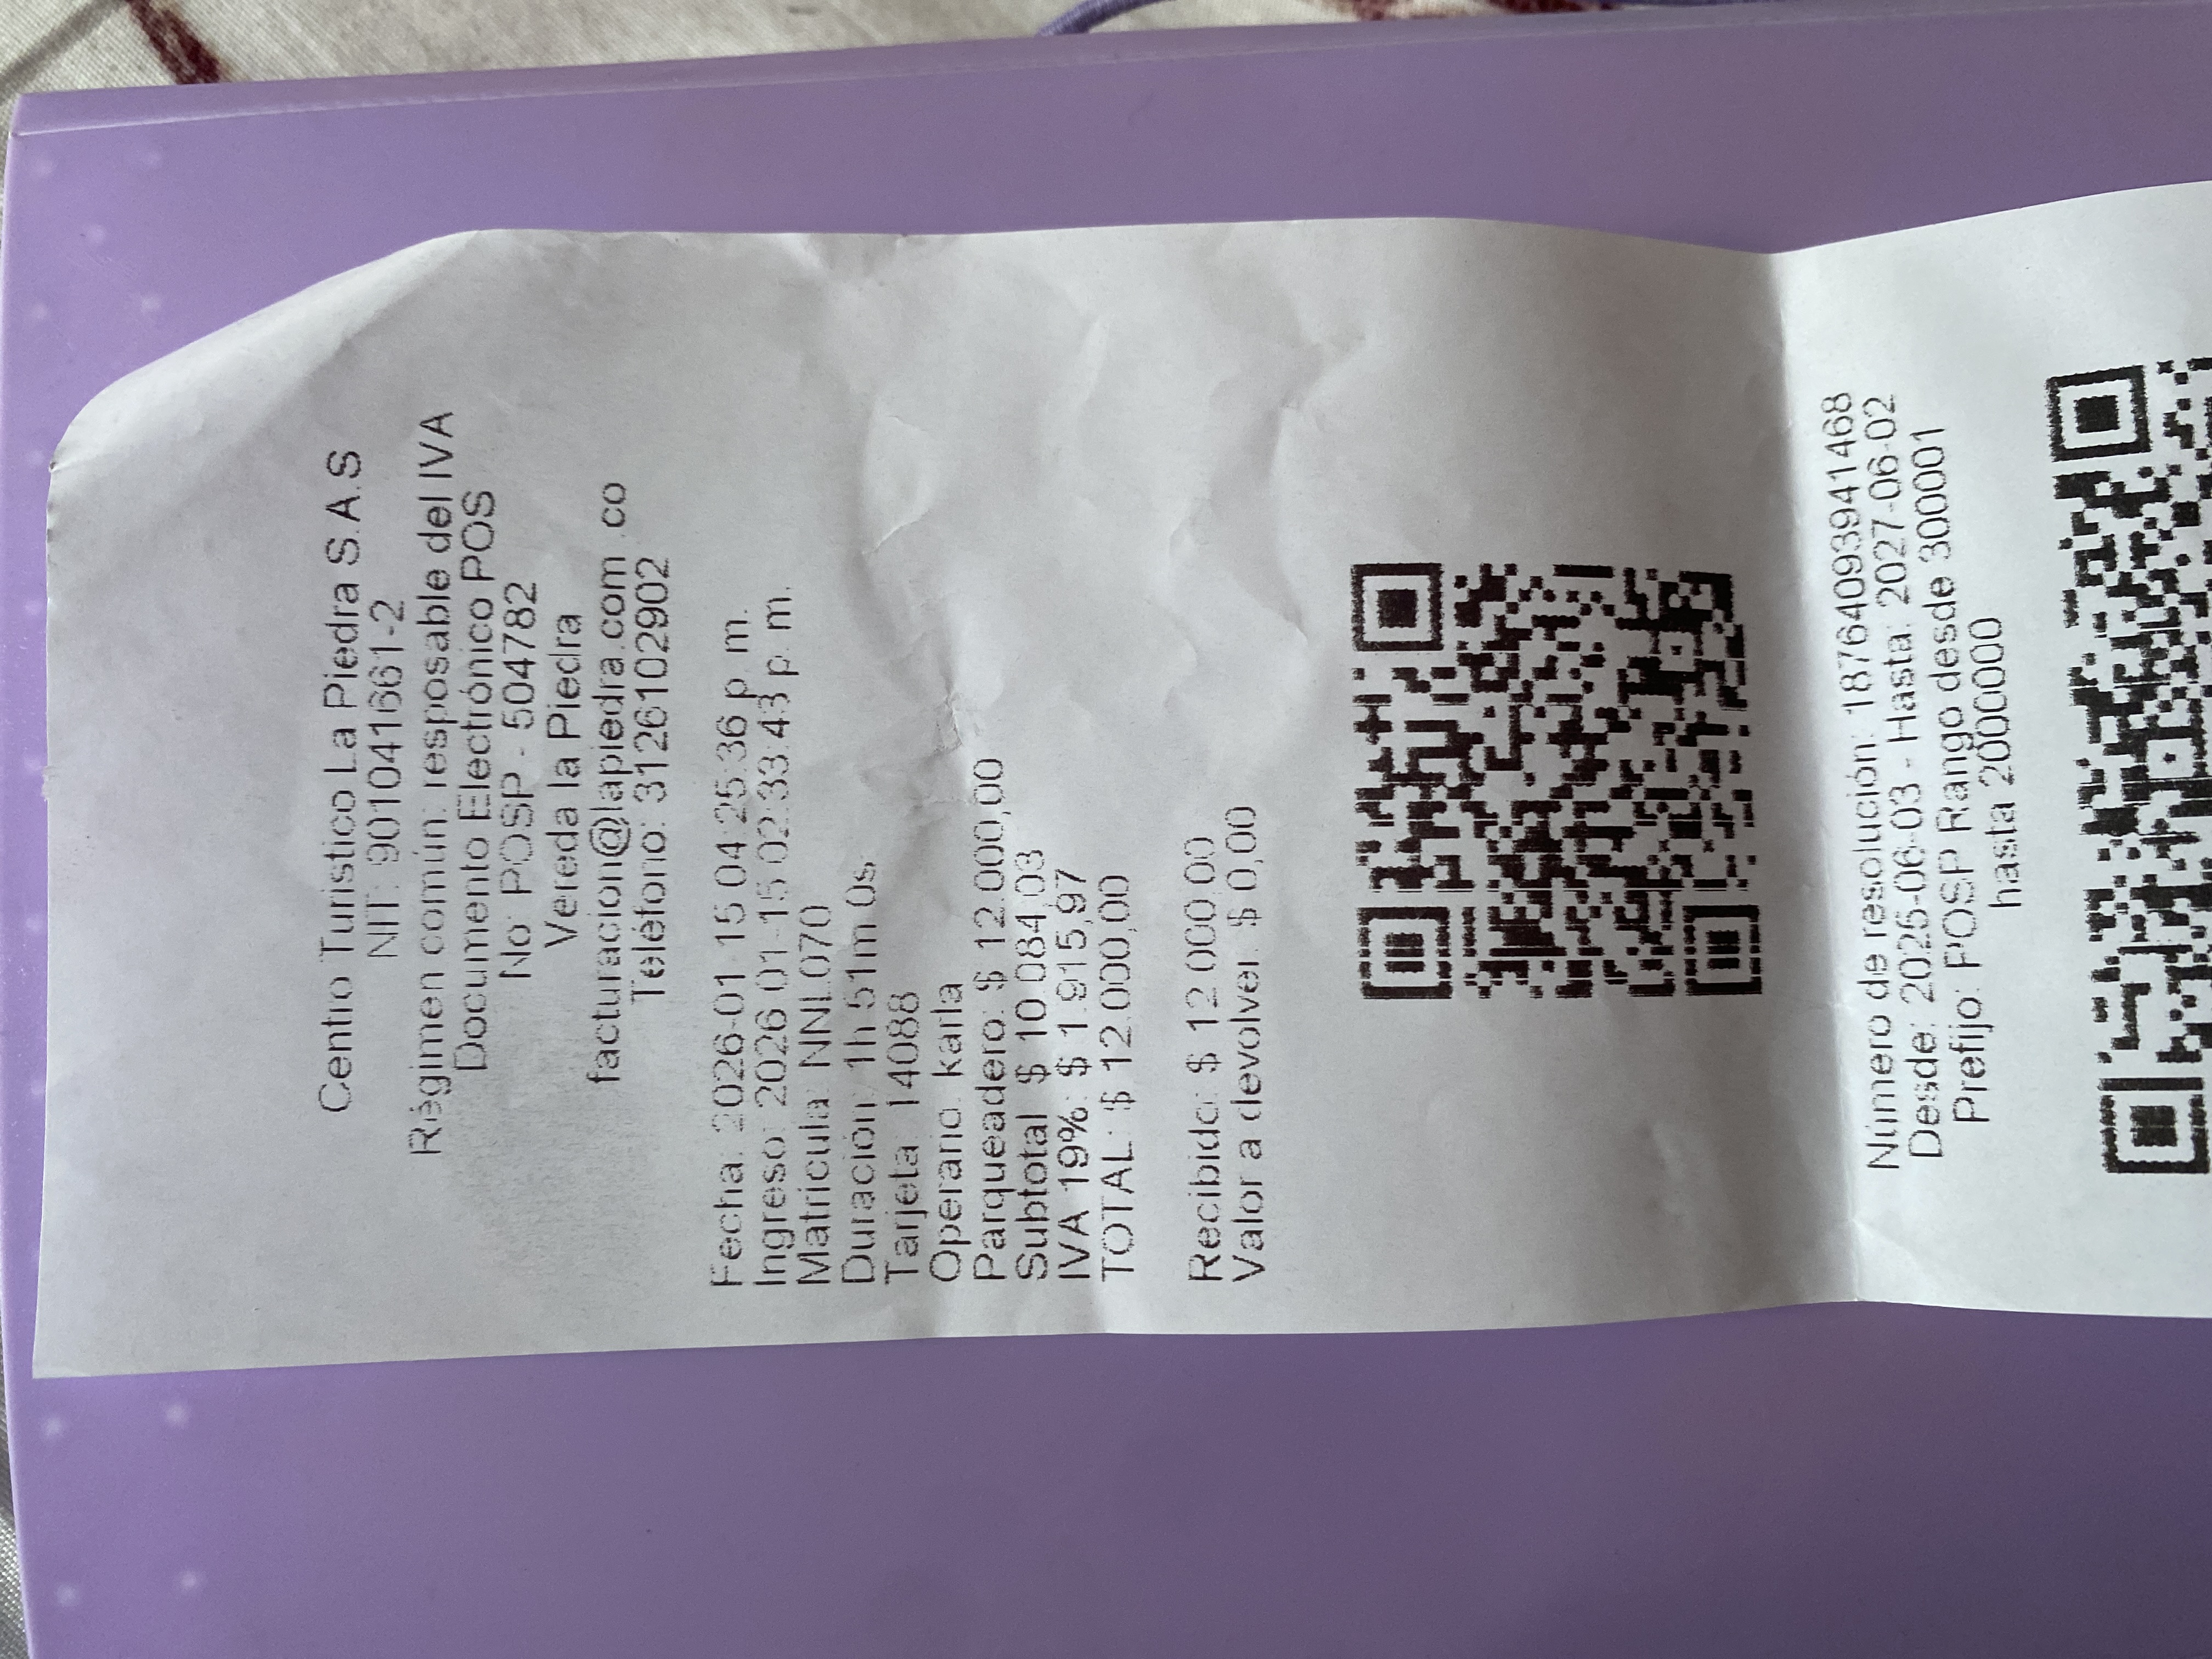 Centro Turistico La Piedra S.A.S
NIT: 901041661-2
Régimen común: resposable del IVA
Documento Electrónico POS
No: POSP - 504782
Vereda la Piedra
facturacion@lapiedra.com.co
Teléfono: 3126102902
Fecha: 2026-01-15 04:25:36 p. m.
Ingreso: 2026-01-15 02:33:43 p. m.
Matricula: NNL070
Duración: 1h 51m 0s.
Tarjeta: 14088
Operario: karla
Parqueadero: $ 12.000,00
Subtotal: $ 10.084,03
IVA 19%: $ 1.915,97
TOTAL: $ 12.000,00
Recibido: $ 12.000,00
Valor a devolver: $ 0,00
Número de resolución: 18764093941468
Desde: 2025-06-03 - Hasta: 2027-06-02
Prefijo: POSP Rango desde 300001
hasta 2000000